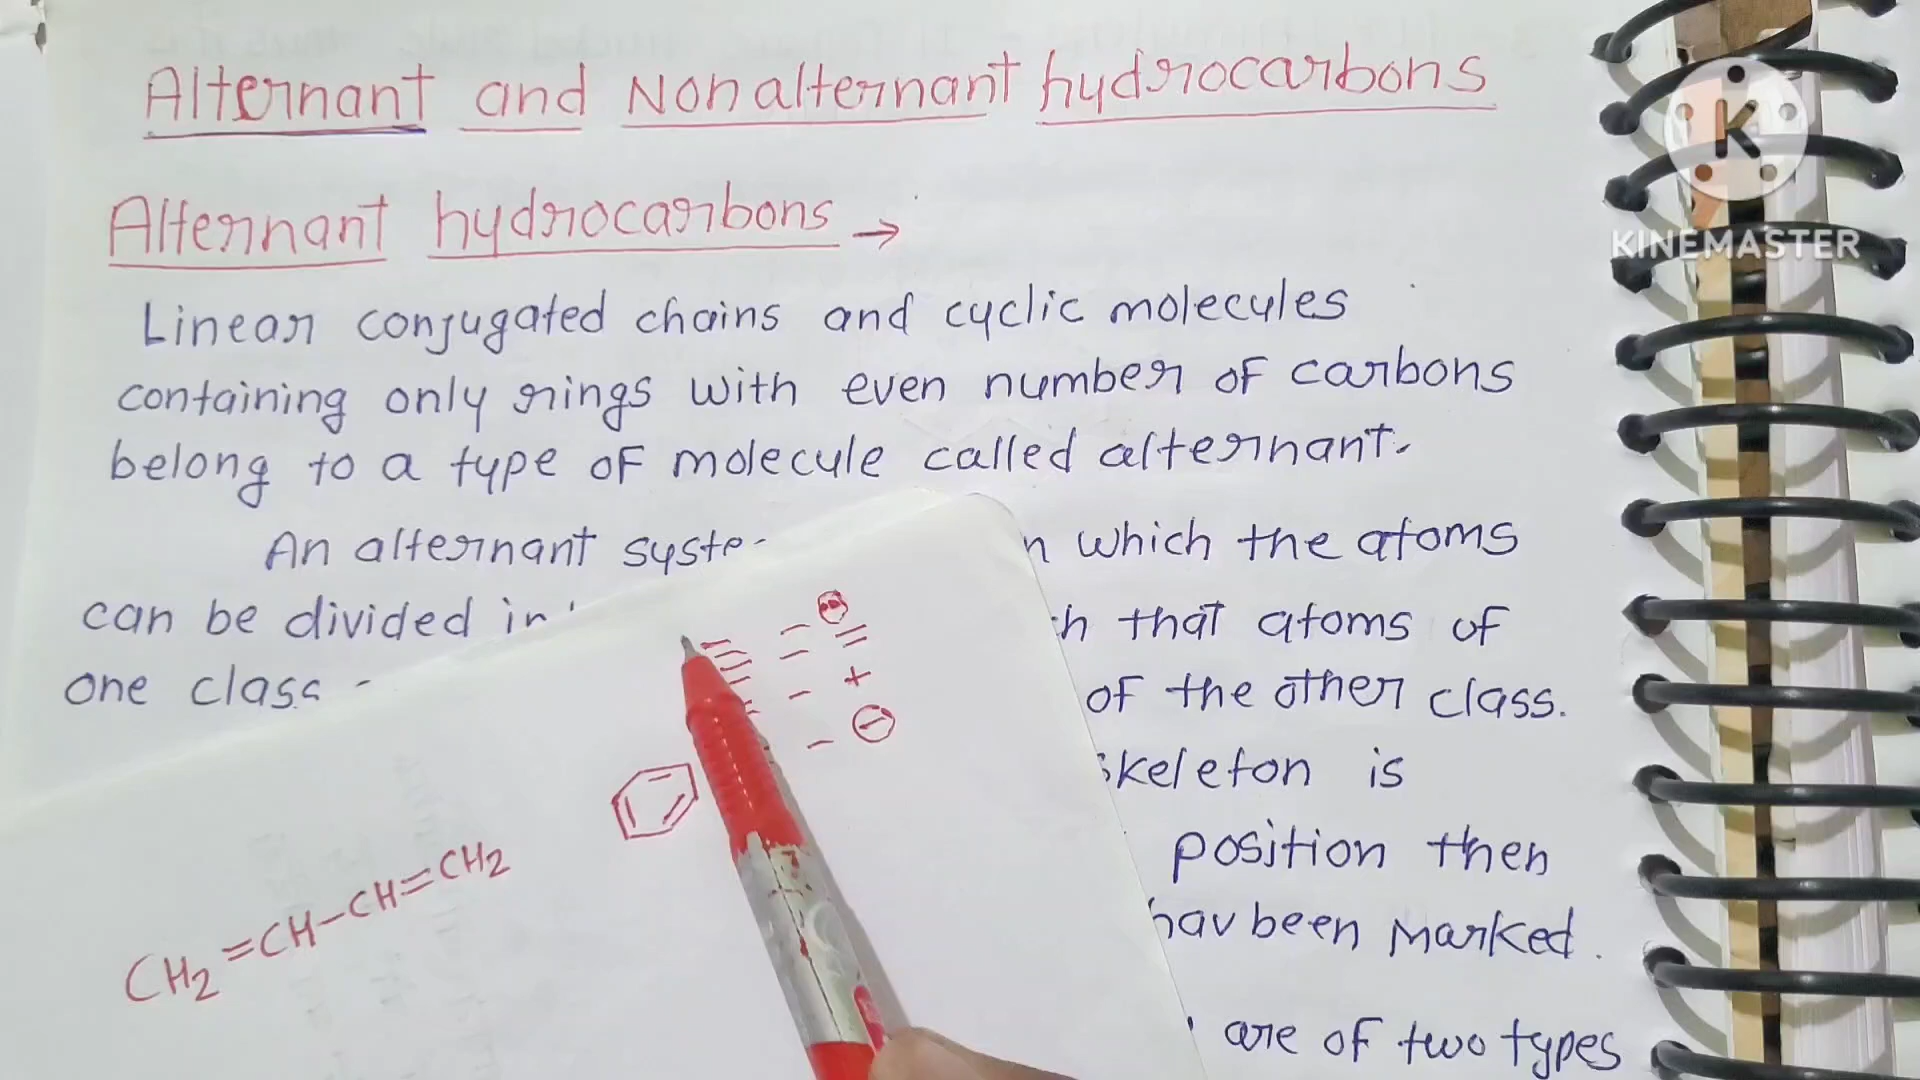 Alternant and Nonalternant hydrocarbons
Alternant hydrocarbons →
Linear conjugated chains and cyclic molecules
containing only rings with even number of carbons
belong to a type of molecule called alternant.
An alternant which the atoms
can be divided that atoms of
one class of the other class.
skeleton is
position then
hav been marked.
are of two types
CH2=CH-CH=CH2
K
KINEMASTER